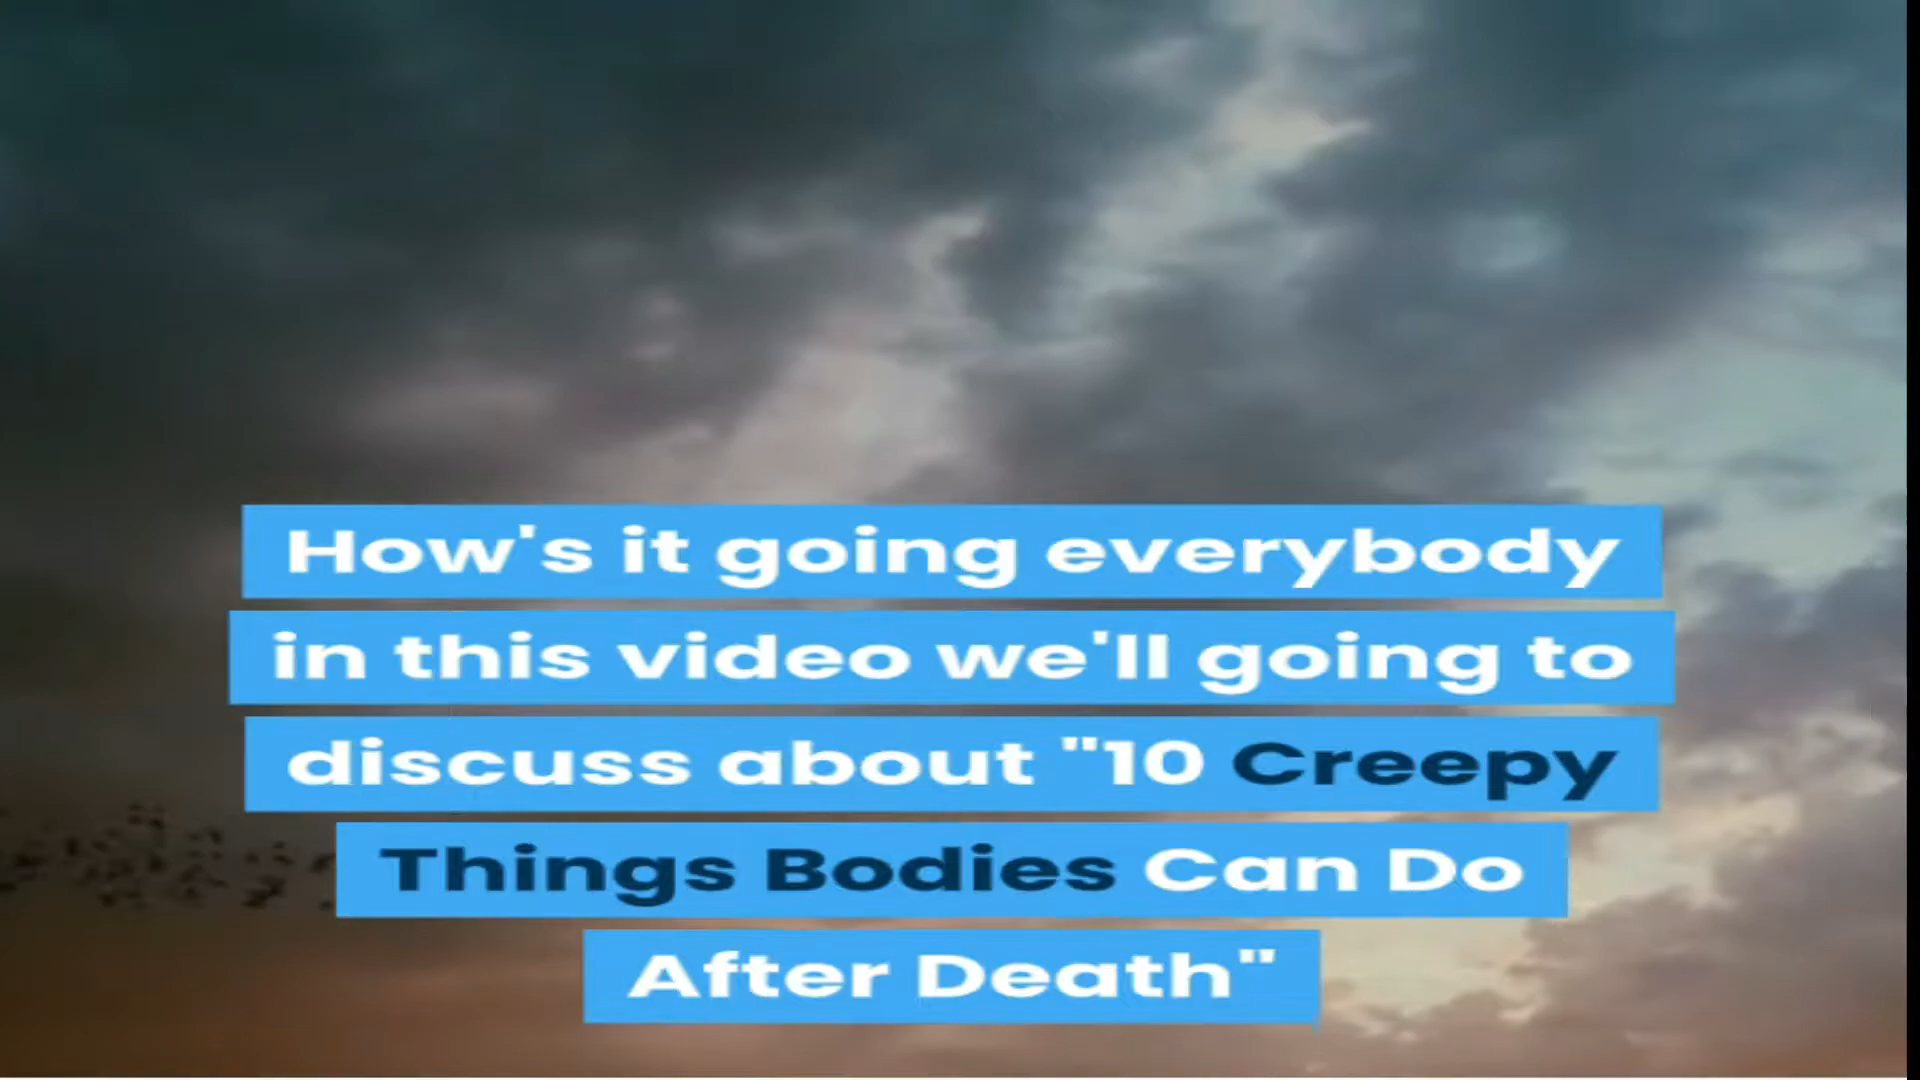 How's it going everybody
in this video we'll going to
discuss about "10 Creepy
Things Bodies Can Do
After Death"